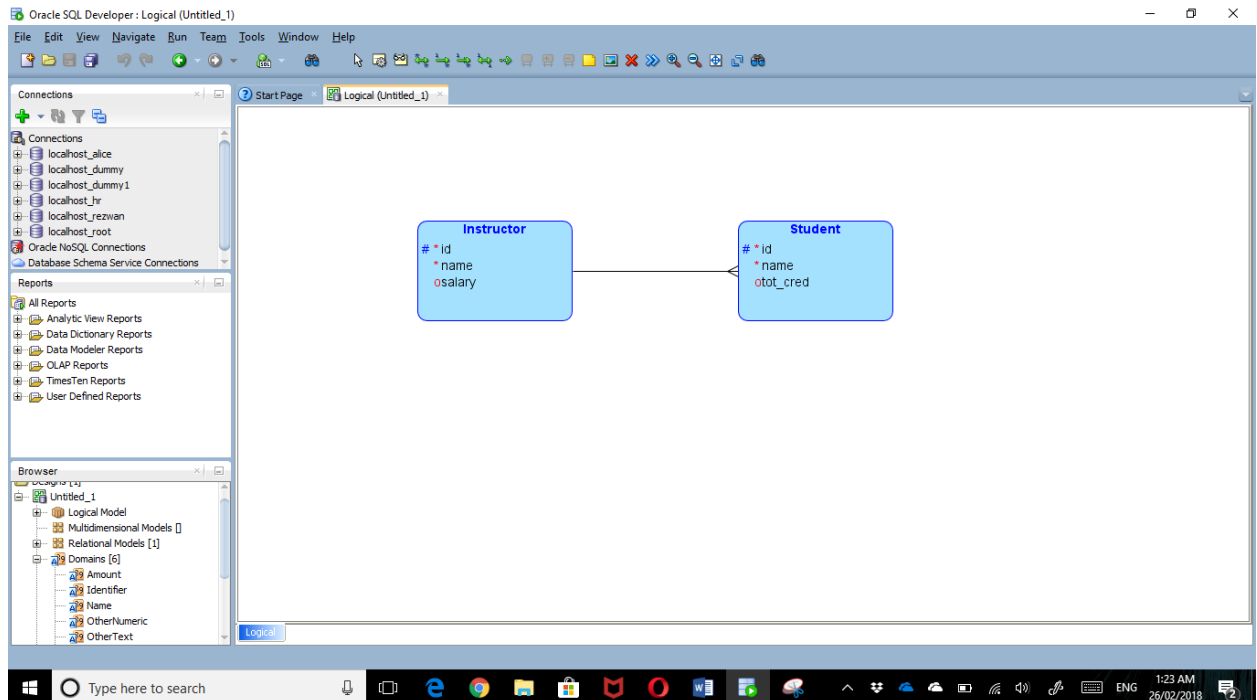 Oracle SQL Developer : Logical (Untitled_1)
File Edit View Navigate Run Team Tools Window Help
Connections
Connections
localhost_alice
localhost_dummy
localhost_dummy1
localhost_hr
localhost_rezwan
localhost_root
Oracle NoSQL Connections
Database Schema Service Connections
Reports
All Reports
Analytic View Reports
Data Dictionary Reports
Data Modeler Reports
OLAP Reports
TimesTen Reports
User Defined Reports
Browser
Designs [1]
Untitled_1
Logical Model
Multidimensional Models []
Relational Models [1]
Domains [6]
Amount
Identifier
Name
OtherNumeric
OtherText
Start Page Logical (Untitled_1)
Instructor
# * id
* name
o salary
Student
# * id
* name
o tot_cred
Logical
Type here to search
ENG
1:23 AM
26/02/2018